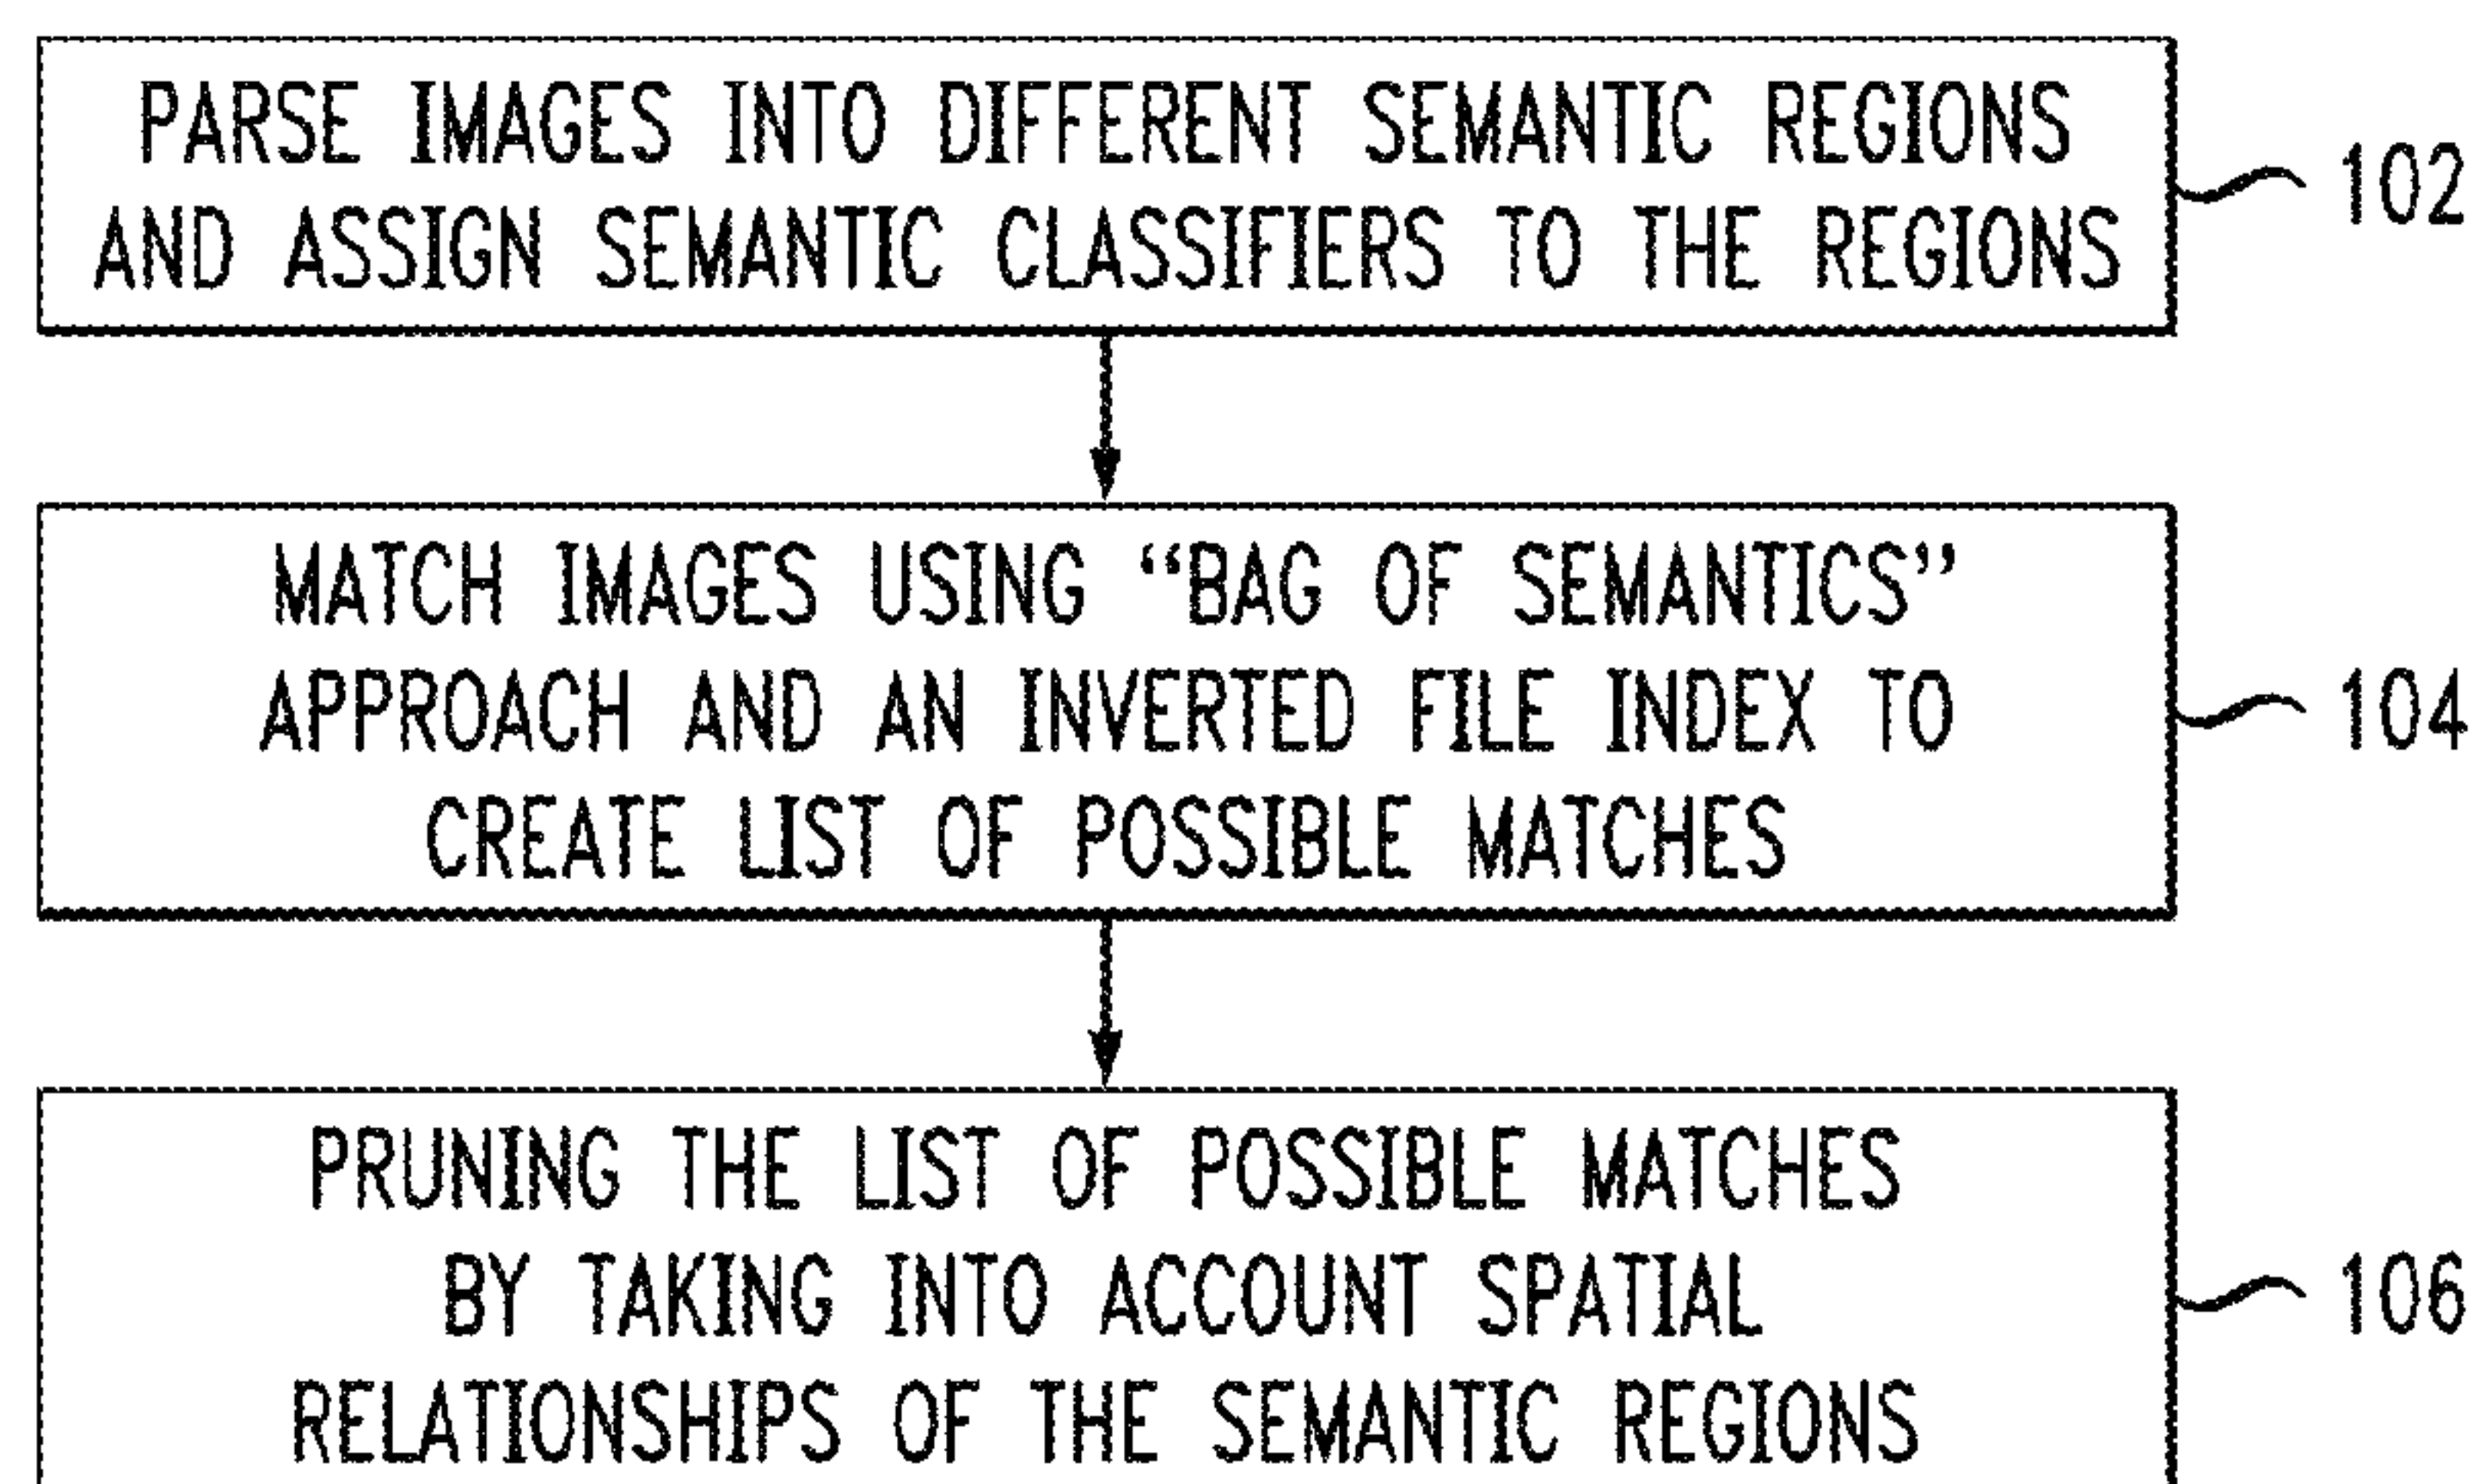 PARSE IMAGES INTO DIFFERENT SEMANTIC REGIONS
AND ASSIGN SEMANTIC CLASSIFIERS TO THE REGIONS
102
MATCH IMAGES USING “BAG OF SEMANTICS”
APPROACH AND AN INVERTED FILE INDEX TO
CREATE LIST OF POSSIBLE MATCHES
104
PRUNING THE LIST OF POSSIBLE MATCHES
BY TAKING INTO ACCOUNT SPATIAL
RELATIONSHIPS OF THE SEMANTIC REGIONS
106